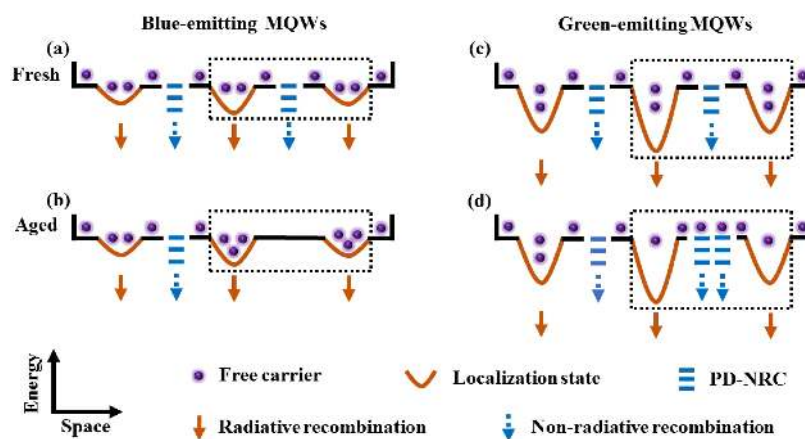 Blue-emitting MQWs
Green-emitting MQWs
(a)
Fresh
(c)
(b)
Aged
(d)
Energy
Space
Free carrier
Localization state
PD-NRC
Radiative recombination
Non-radiative recombination